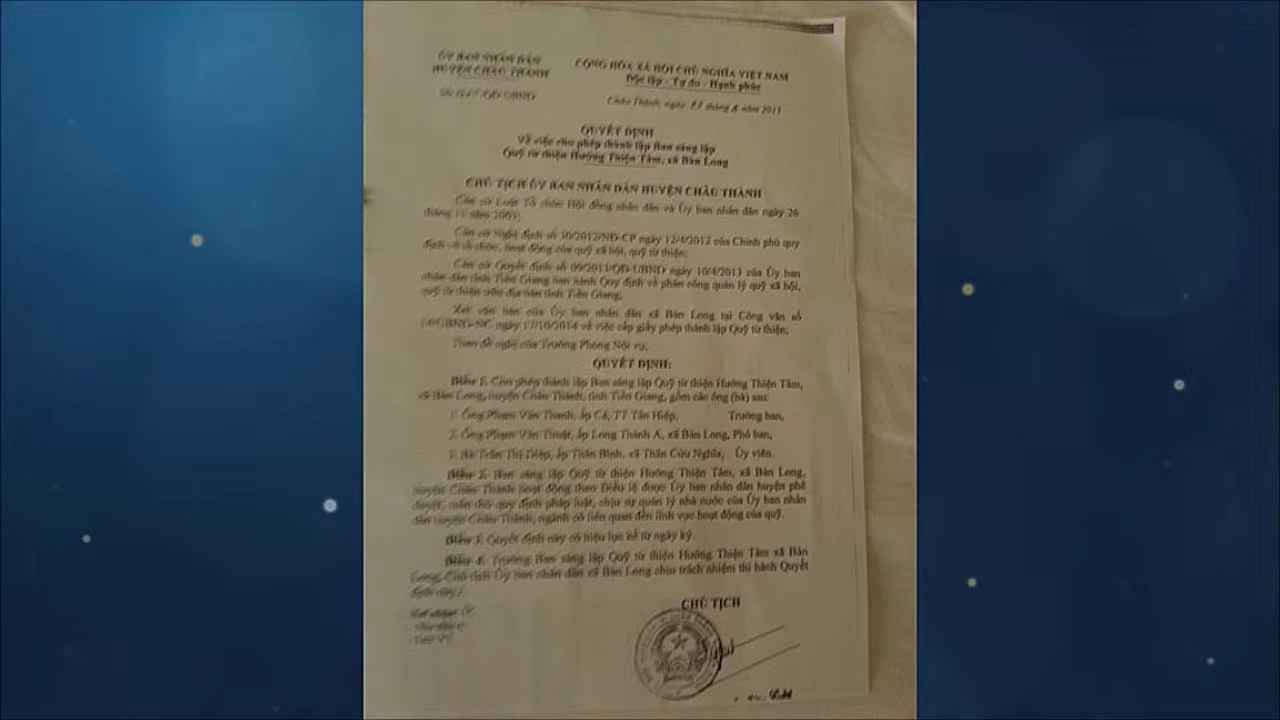 ỦY BAN NHÂN DÂN
HUYỆN CHÂU THÀNH
CỘNG HÒA XÃ HỘI CHỦ NGHĨA VIỆT NAM
Độc lập - Tự do - Hạnh phúc
/QĐ-UBND
Châu Thành, ngày tháng năm
QUYẾT ĐỊNH
Về việc cho phép thành lập Ban sáng lập
Quỹ từ thiện Hướng Thiện Tâm, xã Bàn Long
CHỦ TỊCH ỦY BAN NHÂN DÂN HUYỆN CHÂU THÀNH
Căn cứ Luật Tổ chức Hội đồng nhân dân và Ủy ban nhân dân ngày 26
tháng 11 năm 2003;
Căn cứ Nghị định số 30/2012/NĐ-CP ngày 12/4/2012 của Chính phủ quy
định về tổ chức, hoạt động của quỹ xã hội, quỹ từ thiện;
Căn cứ Quyết định số 09/2013/QĐ-UBND ngày 10/4/2013 của Ủy ban
nhân dân tỉnh Tiền Giang ban hành Quy định về phân công quản lý quỹ xã hội,
quỹ từ thiện trên địa bàn tỉnh Tiền Giang;
Xét văn bản của Ủy ban nhân dân xã Bàn Long tại Công văn số
ngày 17/10/2014 về việc cấp giấy phép thành lập Quỹ từ thiện;
Theo đề nghị của Trưởng Phòng Nội vụ,
QUYẾT ĐỊNH:
Điều 1. Cho phép thành lập Ban sáng lập Quỹ từ thiện Hướng Thiện Tâm,
xã Bàn Long, huyện Châu Thành, tỉnh Tiền Giang, gồm các ông (bà) sau:
1. Ông Phạm Văn Thanh, ấp Cá, TT Tân Hiệp, Trưởng ban,
2. Ông Phạm Văn Thuật, ấp Long Thành A, xã Bàn Long, Phó ban,
3. Bà Trần Thị Diệp, ấp Thân Bình, xã Thân Cửu Nghĩa, Ủy viên.
Điều 2. Ban sáng lập Quỹ từ thiện Hướng Thiện Tâm, xã Bàn Long,
huyện Châu Thành hoạt động theo Điều lệ được Ủy ban nhân dân huyện phê
duyệt, tuân thủ quy định pháp luật, chịu sự quản lý nhà nước của Ủy ban nhân
dân huyện Châu Thành, ngành có liên quan đến lĩnh vực hoạt động của quỹ.
Điều 3. Quyết định này có hiệu lực kể từ ngày ký.
Điều 4. Trưởng Ban sáng lập Quỹ từ thiện Hướng Thiện Tâm xã Bàn
Long, Chủ tịch Ủy ban nhân dân xã Bàn Long chịu trách nhiệm thi hành Quyết
định này./.
CHỦ TỊCH